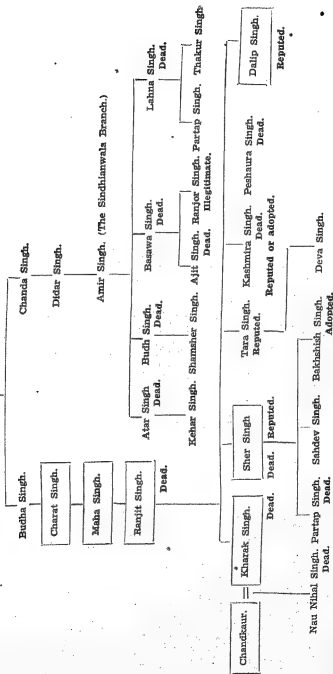 Budha Singh. Chanda Singh.
Charat Singh. Didar Singh.
Maha Singh. Amir Singh. (The Sindhianwala Branch.)
Ranjit Singh.
Dead.
Atar Singh Budh Singh. Basawa Singh. Lahna Singh.
Dead. Dead. Dead. Dead.
Kehar Singh. Shamsher Singh. Ajit Singh. Ranjor Singh. Partap Singh. Thakur Singh
Dead. Illegitimate.
Chandkaur. = Kharak Singh. Sher Singh Tara Singh. Kashmira Singh. Peshaura Singh. Dalip Singh.
Dead. Dead. Reputed Reputed. Dead. Dead. Reputed.
Reputed or adopted.
Nau Nihal Singh. Partap Singh. Sahdev Singh. Bakhshish Singh. Deva Singh.
Dead. Dead. Adopted.